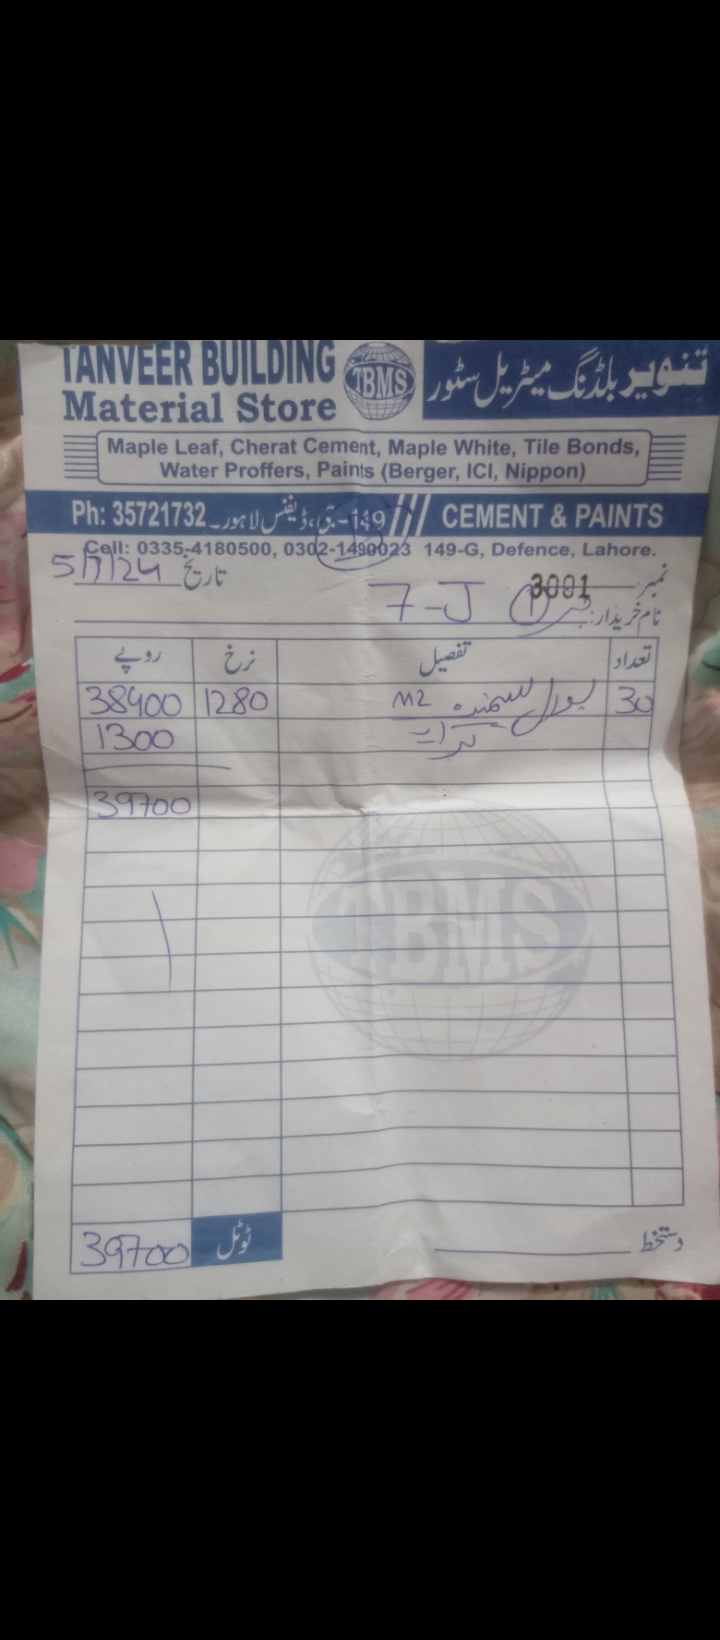 TANVEER BUILDING
Material Store
TBMS
تنویر بلڈنگ میٹریل سٹور
Maple Leaf, Cherat Cement, Maple White, Tile Bonds,
Water Proffers, Paints (Berger, ICI, Nippon)
Ph: 35721732 149-جی، ڈیفنس لاہور۔ CEMENT & PAINTS
Cell: 0335-4180500, 0302-1490023 149-G, Defence, Lahore.
نمبر 3001 تاریخ 5/7/24
نام خریدار: 7-J
تعداد تفصیل نرخ روپے
30 M2 1280 38400
کرایہ 1300
39700
TBMS
ٹوٹل 39700
دستخط